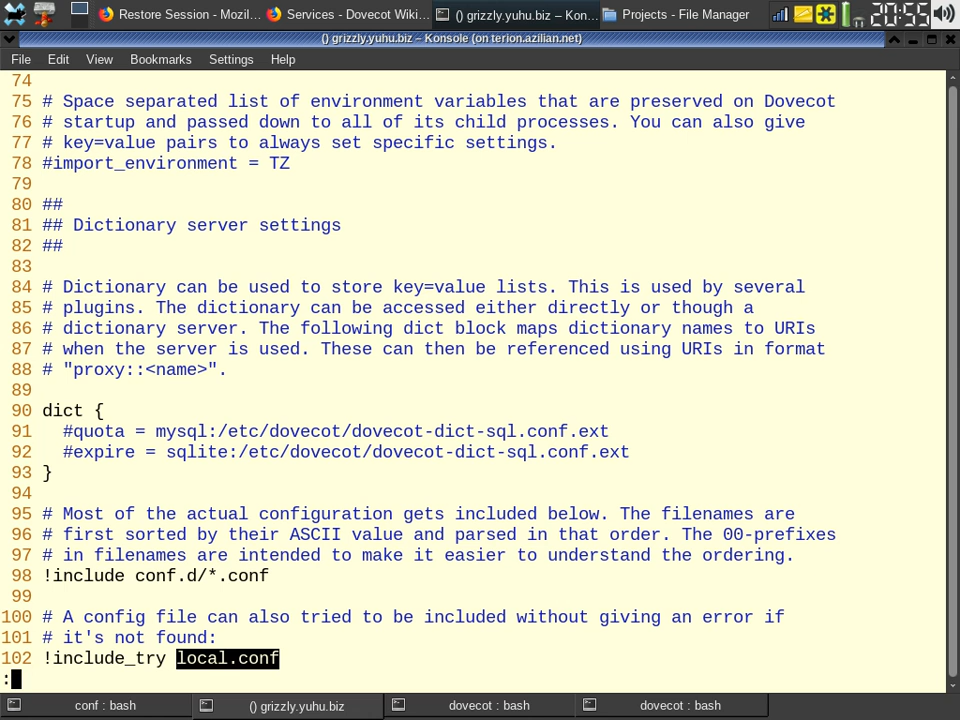 Restore Session - Mozil...
Services - Dovecot Wiki...
() grizzly.yuhu.biz – Kon...
Projects - File Manager
20:55
() grizzly.yuhu.biz – Konsole (on terion.azilian.net)
File Edit View Bookmarks Settings Help
74
75 # Space separated list of environment variables that are preserved on Dovecot
76 # startup and passed down to all of its child processes. You can also give
77 # key=value pairs to always set specific settings.
78 #import_environment = TZ
79
80 ##
81 ## Dictionary server settings
82 ##
83
84 # Dictionary can be used to store key=value lists. This is used by several
85 # plugins. The dictionary can be accessed either directly or though a
86 # dictionary server. The following dict block maps dictionary names to URIs
87 # when the server is used. These can then be referenced using URIs in format
88 # "proxy::<name>".
89
90 dict {
91   #quota = mysql:/etc/dovecot/dovecot-dict-sql.conf.ext
92   #expire = sqlite:/etc/dovecot/dovecot-dict-sql.conf.ext
93 }
94
95 # Most of the actual configuration gets included below. The filenames are
96 # first sorted by their ASCII value and parsed in that order. The 00-prefixes
97 # in filenames are intended to make it easier to understand the ordering.
98 !include conf.d/*.conf
99
100 # A config file can also tried to be included without giving an error if
101 # it's not found:
102 !include_try local.conf
:
conf : bash
() grizzly.yuhu.biz
dovecot : bash
dovecot : bash